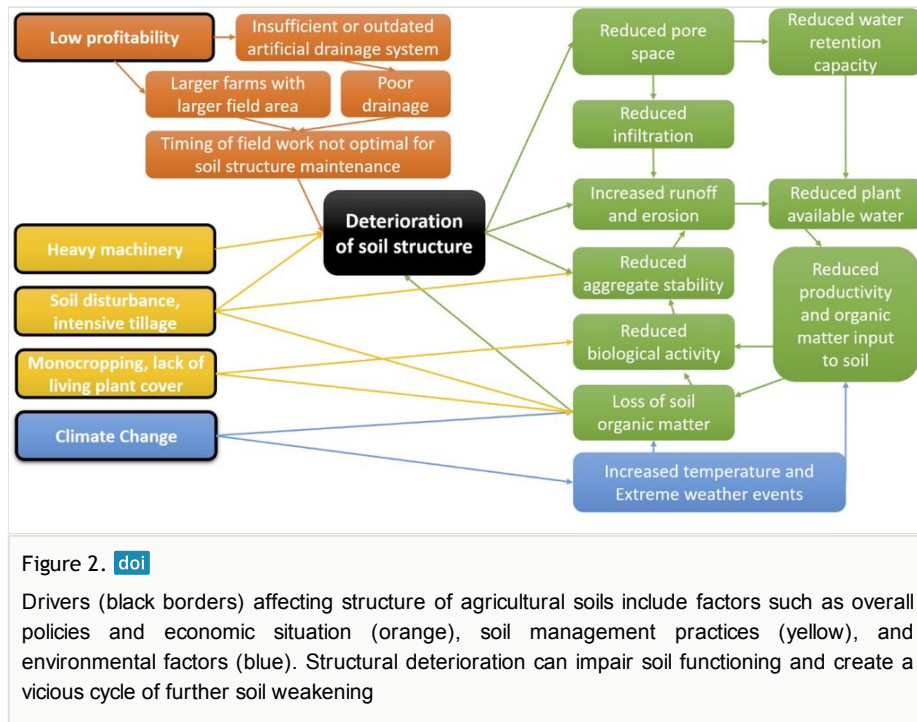 Low profitability
Insufficient or outdated
artificial drainage system
Larger farms with
larger field area
Poor
drainage
Timing of field work not optimal for
soil structure maintenance
Heavy machinery
Soil disturbance,
intensive tillage
Monocropping, lack of
living plant cover
Climate Change
Deterioration
of soil structure
Reduced pore
space
Reduced water
retention
capacity
Reduced
infiltration
Increased runoff
and erosion
Reduced plant
available water
Reduced
aggregate stability
Reduced
productivity
and organic
matter input
to soil
Reduced
biological activity
Loss of soil
organic matter
Increased temperature and
Extreme weather events
Figure 2. doi
Drivers (black borders) affecting structure of agricultural soils include factors such as overall
policies and economic situation (orange), soil management practices (yellow), and
environmental factors (blue). Structural deterioration can impair soil functioning and create a
vicious cycle of further soil weakening